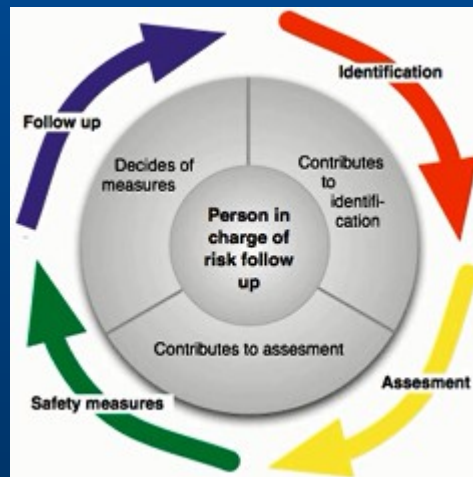 Identification
Follow up
Decides of
measures
Contributes
to
identifi-
cation
Person in
charge of
risk follow
up
Contributes to assesment
Assesment
Safety measures